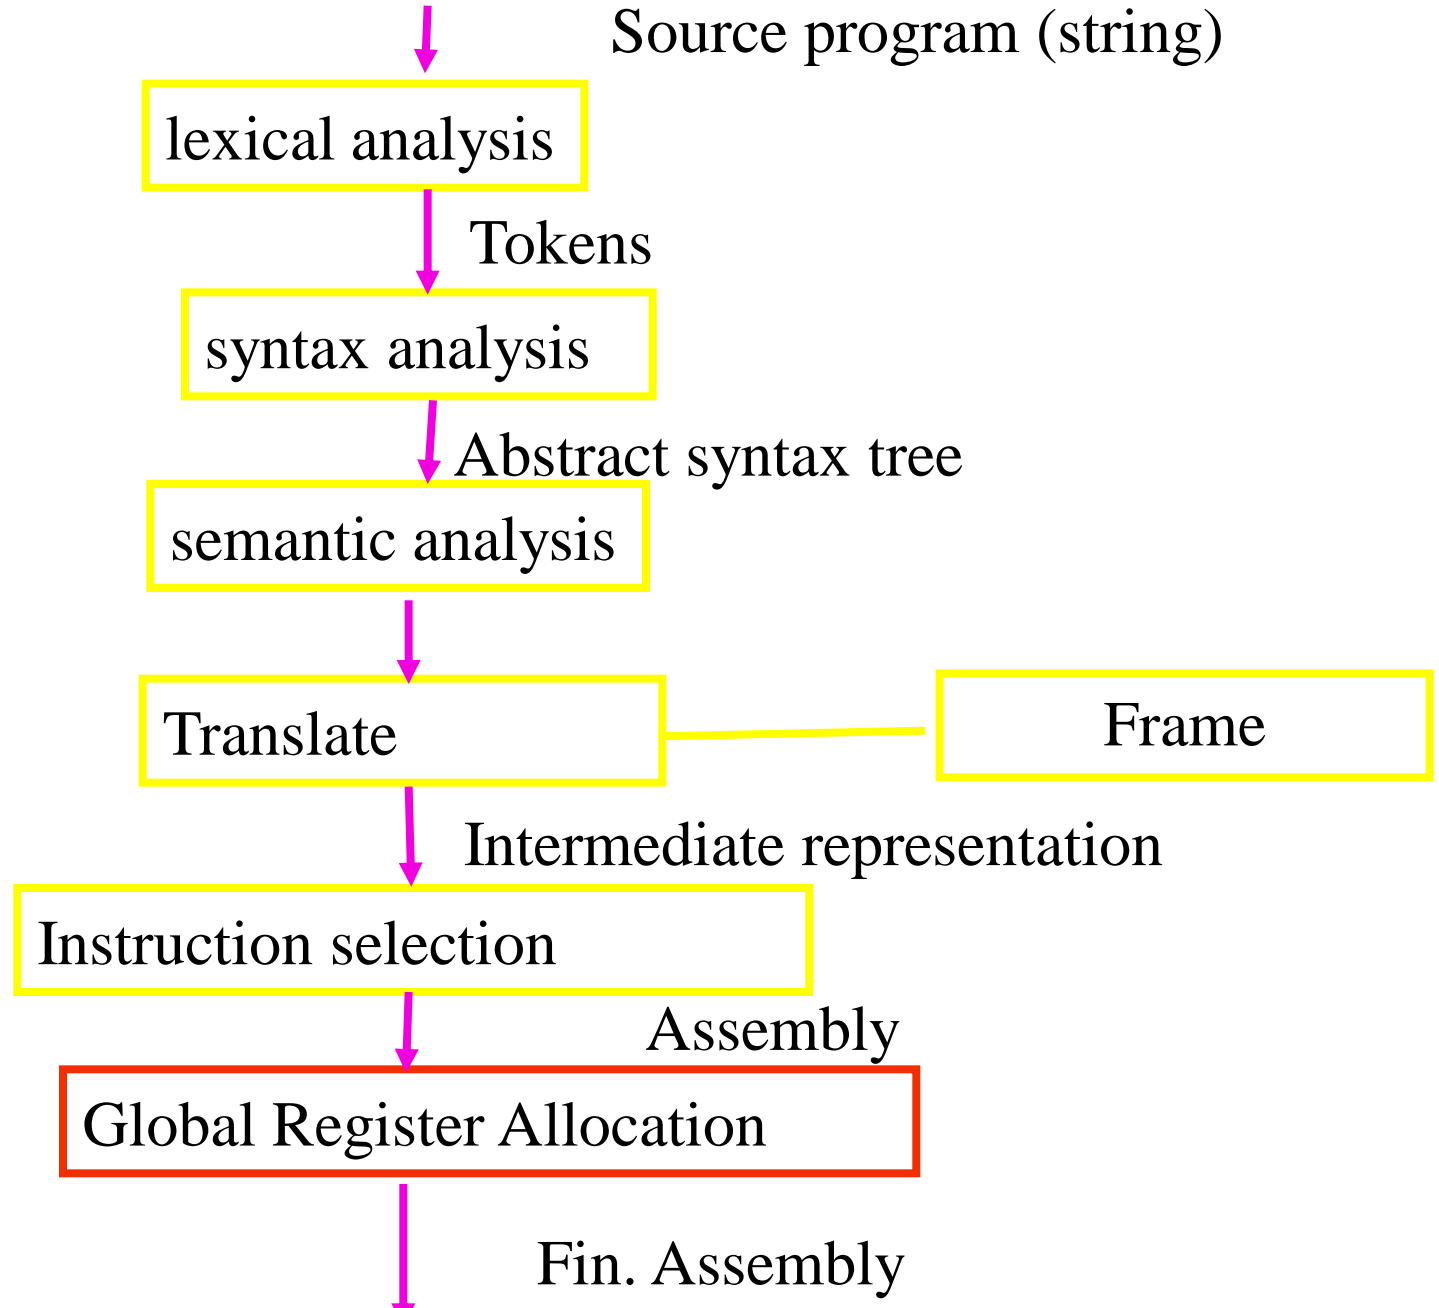 Source program (string)
lexical analysis
Tokens
syntax analysis
Abstract syntax tree
semantic analysis
Translate
Frame
Intermediate representation
Instruction selection
Assembly
Global Register Allocation
Fin. Assembly